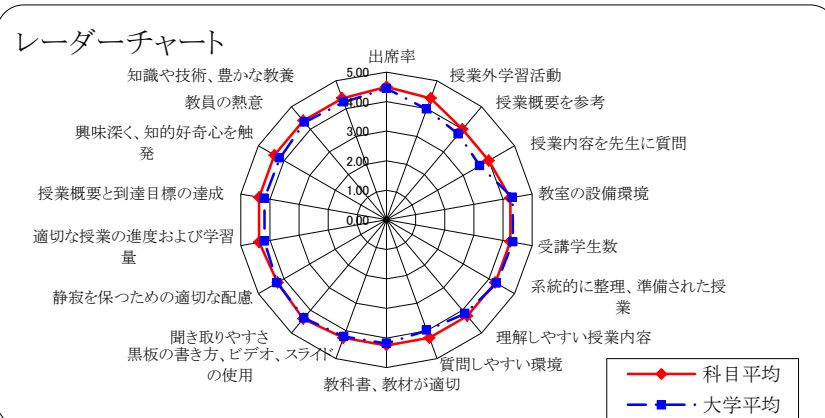 レーダーチャート
出席率
授業外学習活動
授業概要を参考
授業内容を先生に質問
教室の設備環境
受講学生数
系統的に整理、準備された授
業
理解しやすい授業内容
質問しやすい環境
教科書、教材が適切
黒板の書き方、ビデオ、スライド
の使用
聞き取りやすさ
静寂を保つための適切な配慮
適切な授業の進度および学習
量
授業概要と到達目標の達成
興味深く、知的好奇心を触
発
教員の熱意
知識や技術、豊かな教養
5.00
4.00
3.00
2.00
1.00
0.00
科目平均
大学平均